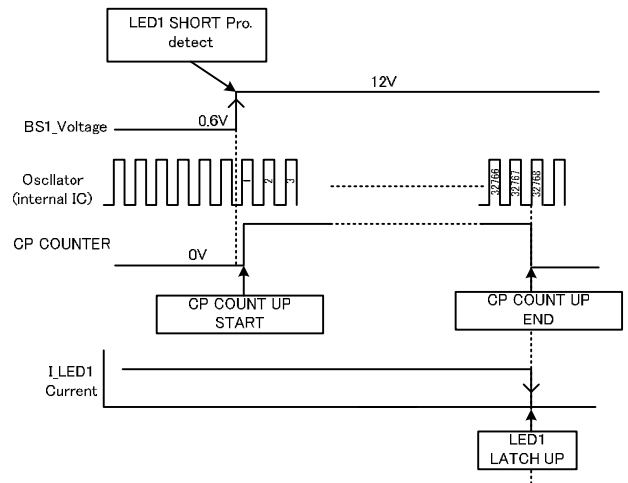 LED1 SHORT Pro.
detect
12V
BS1_Voltage
0.6V
Oscllator
(internal IC)
1
2
3
32766
32767
32768
CP COUNTER
0V
CP COUNT UP
START
CP COUNT UP
END
I_LED1
Current
LED1
LATCH UP